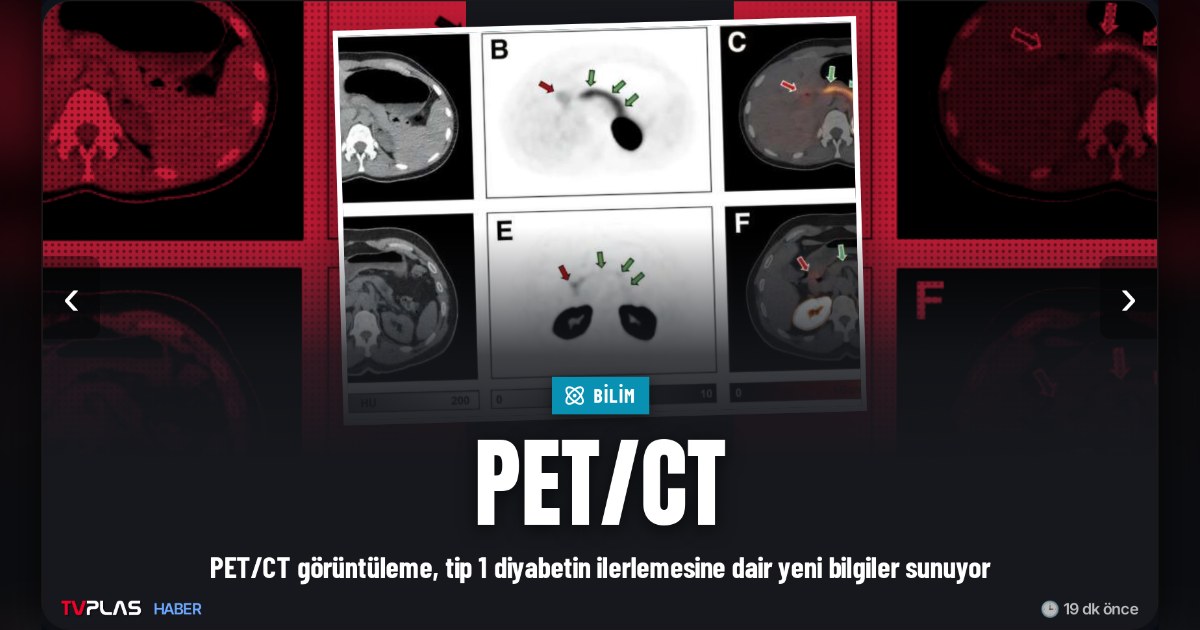 B
C
E
F
F
HU 200
0 10
0
BİLİM
PET/CT
PET/CT görüntüleme, tip 1 diyabetin ilerlemesine dair yeni bilgiler sunuyor
TVPLAS HABER
19 dk önce